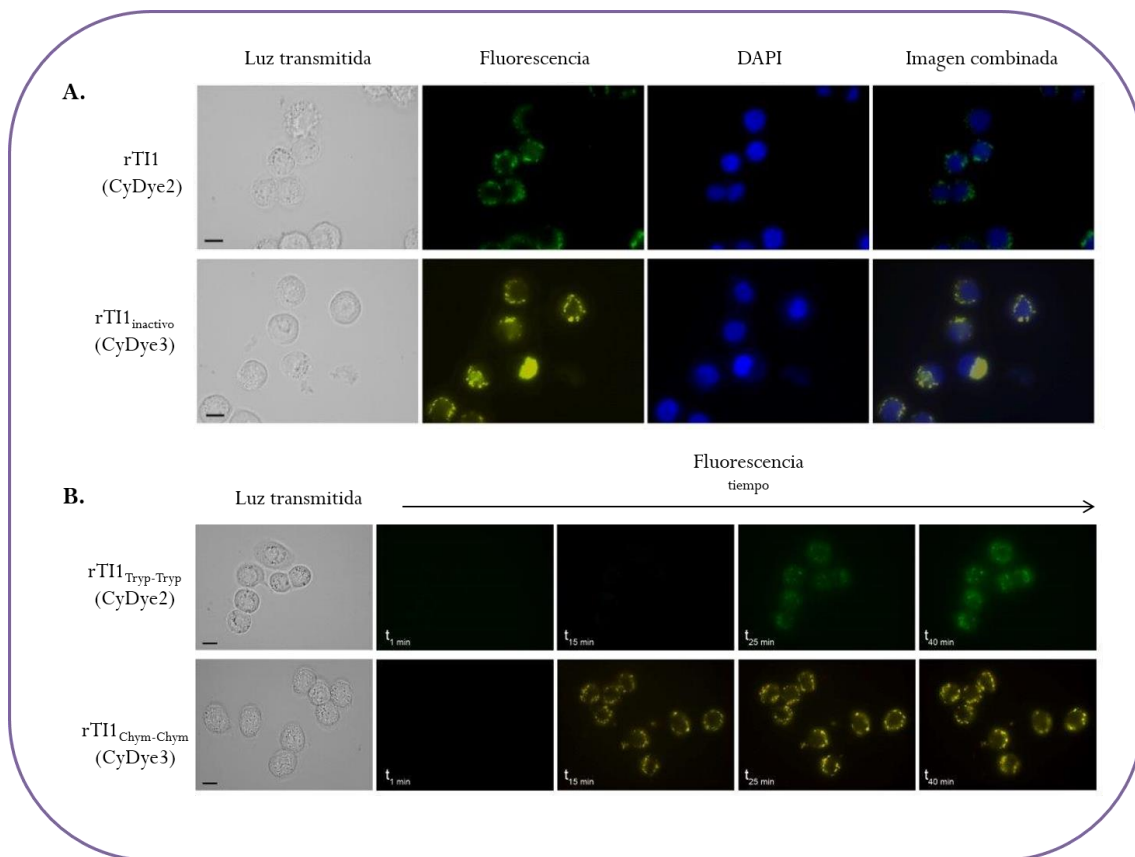 Luz transmitida Fluorescencia DAPI Imagen combinada
A.
rTI1
(CyDye2)
rTI1inactivo
(CyDye3)
Fluorescencia
tiempo
B.
Luz transmitida
rTI1Tryp-Tryp
(CyDye2)
t1 min t15 min t25 min t40 min
rTI1Chym-Chym
(CyDye3)
t1 min t15 min t25 min t40 min